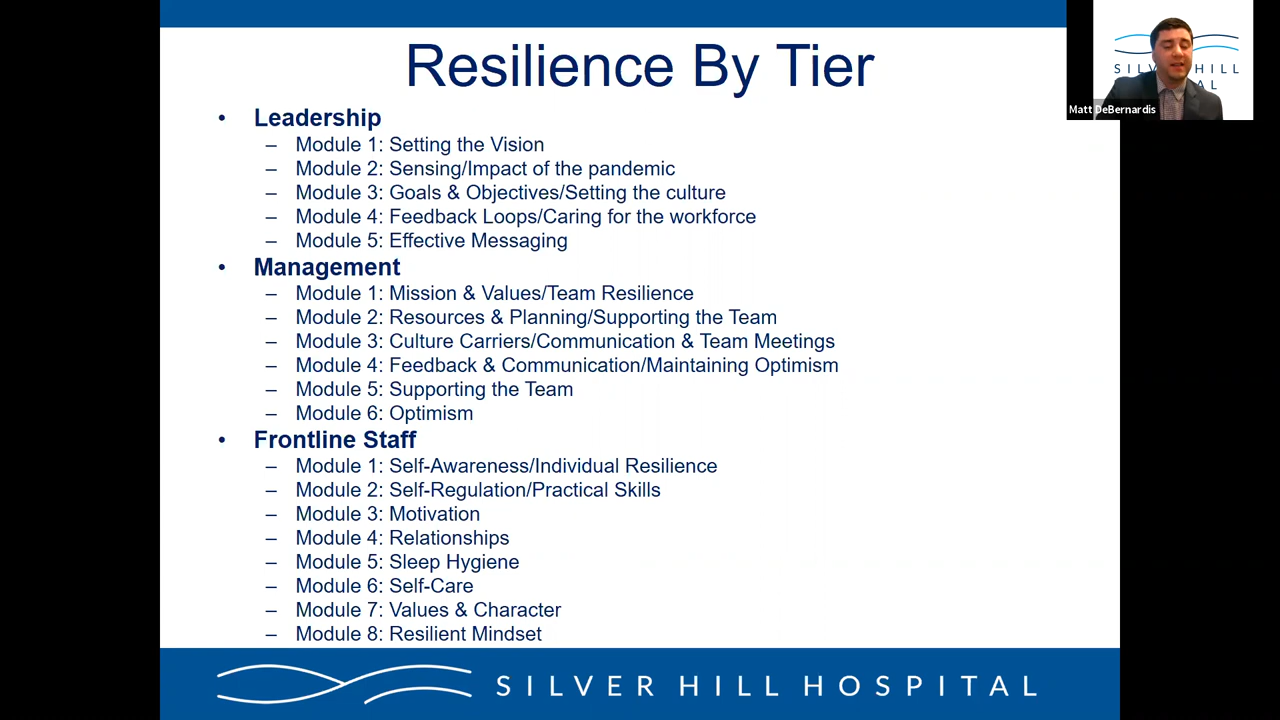 Resilience By Tier
• Leadership
– Module 1: Setting the Vision
– Module 2: Sensing/Impact of the pandemic
– Module 3: Goals & Objectives/Setting the culture
– Module 4: Feedback Loops/Caring for the workforce
– Module 5: Effective Messaging
• Management
– Module 1: Mission & Values/Team Resilience
– Module 2: Resources & Planning/Supporting the Team
– Module 3: Culture Carriers/Communication & Team Meetings
– Module 4: Feedback & Communication/Maintaining Optimism
– Module 5: Supporting the Team
– Module 6: Optimism
• Frontline Staff
– Module 1: Self-Awareness/Individual Resilience
– Module 2: Self-Regulation/Practical Skills
– Module 3: Motivation
– Module 4: Relationships
– Module 5: Sleep Hygiene
– Module 6: Self-Care
– Module 7: Values & Character
– Module 8: Resilient Mindset
SILVER HILL HOSPITAL
Matt DeBernardis